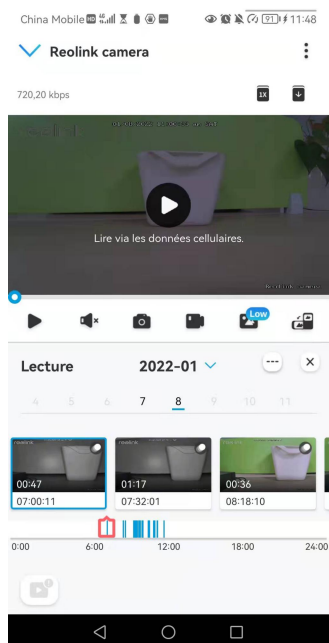 China Mobile HD 91 11:48
Reolink camera
720,20 kbps
1X
Lire via les données cellulaires.
Low
Lecture 2022-01
4 5 6 7 8 9 10 11
00:47 01:17 00:36
07:00:11 07:32:01 08:18:10
0:00 6:00 12:00 18:00 24:00